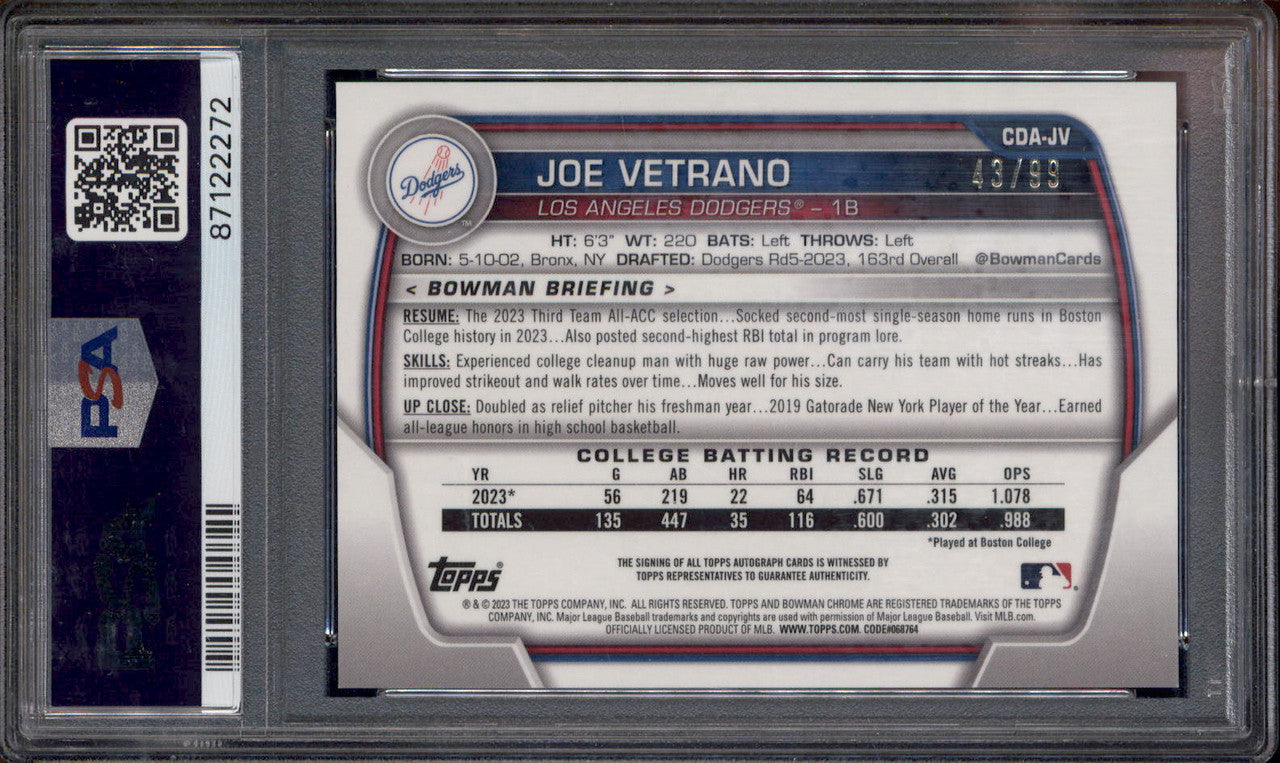 87122272
PSA
CDA-JV
Dodgers
TM
JOE VETRANO
43/99
LOS ANGELES DODGERS® – 1B
HT: 6'3" WT: 220 BATS: Left THROWS: Left
BORN: 5-10-02, Bronx, NY DRAFTED: Dodgers Rd5-2023, 163rd Overall @BowmanCards
< BOWMAN BRIEFING >
RESUME: The 2023 Third Team All-ACC selection...Socked second-most single-season home runs in Boston
College history in 2023...Also posted second-highest RBI total in program lore.
SKILLS: Experienced college cleanup man with huge raw power...Can carry his team with hot streaks...Has
improved strikeout and walk rates over time...Moves well for his size.
UP CLOSE: Doubled as relief pitcher his freshman year...2019 Gatorade New York Player of the Year...Earned
all-league honors in high school basketball.
COLLEGE BATTING RECORD
YR G AB HR RBI SLG AVG OPS
2023* 56 219 22 64 .671 .315 1.078
TOTALS 135 447 35 116 .600 .302 .988
*Played at Boston College
Topps®
THE SIGNING OF ALL TOPPS AUTOGRAPH CARDS IS WITNESSED BY
TOPPS REPRESENTATIVES TO GUARANTEE AUTHENTICITY.
® & © 2023 THE TOPPS COMPANY, INC. ALL RIGHTS RESERVED. TOPPS AND BOWMAN CHROME ARE REGISTERED TRADEMARKS OF THE TOPPS
COMPANY, INC. Major League Baseball trademarks and copyrights are used with permission of Major League Baseball. Visit MLB.com.
OFFICIALLY LICENSED PRODUCT OF MLB. WWW.TOPPS.COM. CODE#068764